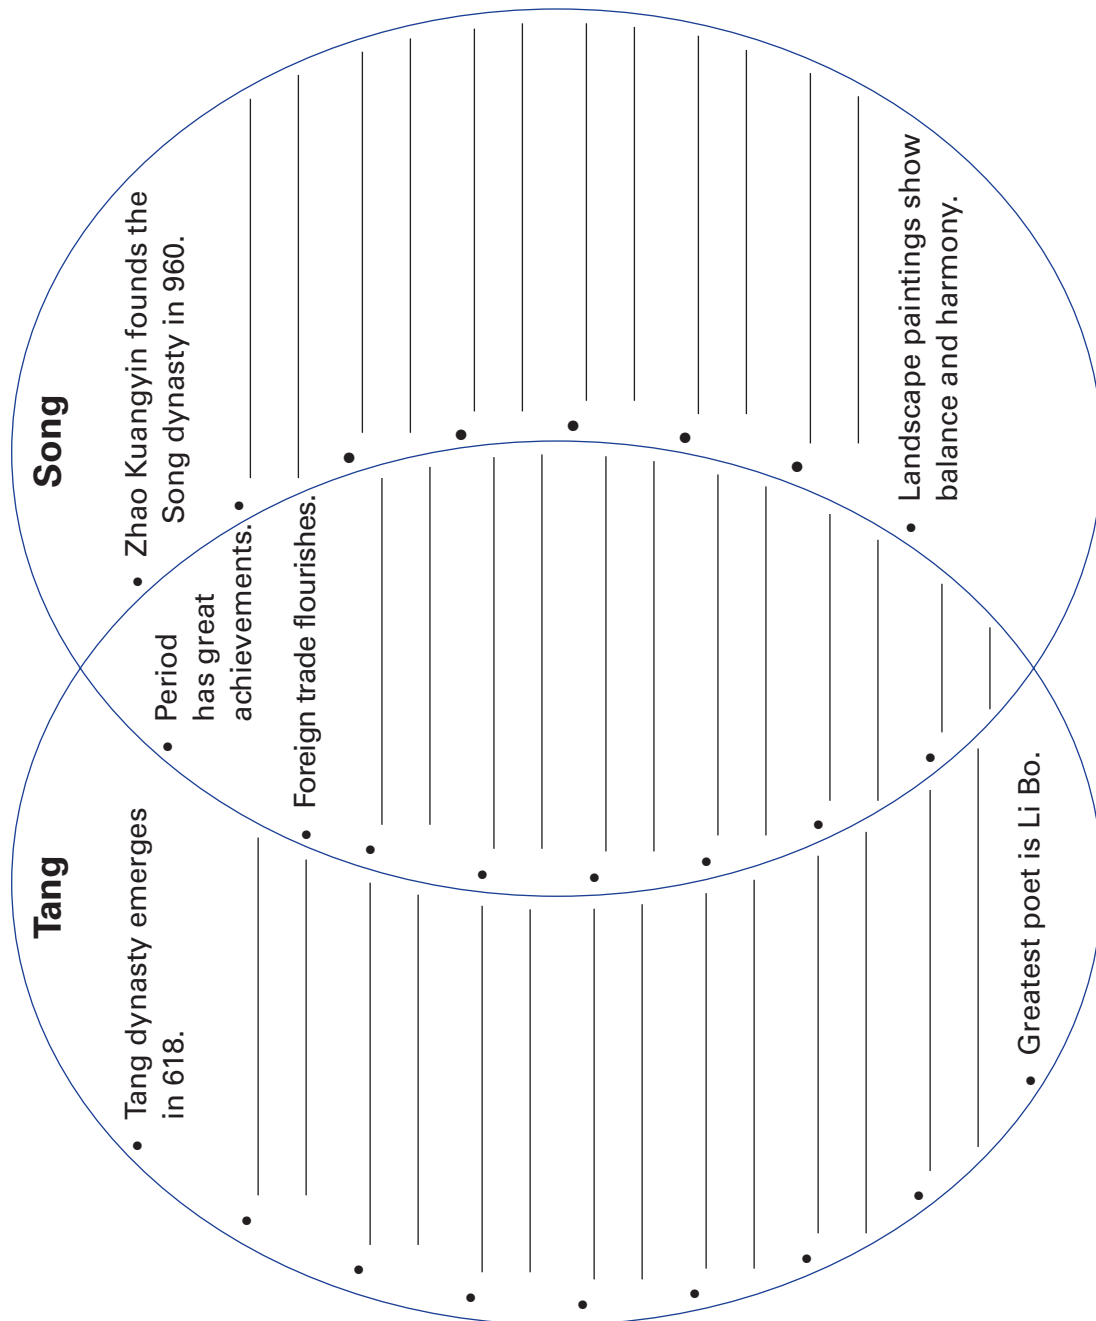 Tang
Song
• Tang dynasty emerges
in 618.
•
•
•
•
•
•
•
• Greatest poet is Li Bo.
• Period
has great
achievements.
• Foreign trade flourishes.
•
•
•
•
•
•
• Zhao Kuangyin founds the
Song dynasty in 960.
•
•
•
•
•
•
• Landscape paintings show
balance and harmony.